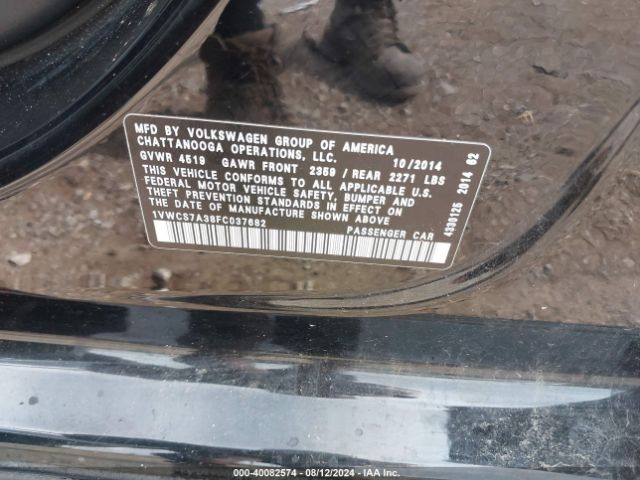 MFD BY VOLKSWAGEN GROUP OF AMERICA
CHATTANOOGA OPERATIONS, LLC. 10/2014
GVWR 4519 GAWR FRONT 2359 / REAR 2271 LBS
THIS VEHICLE CONFORMS TO ALL APPLICABLE U.S.
FEDERAL MOTOR VEHICLE SAFETY, BUMPER AND
THEFT PREVENTION STANDARDS IN EFFECT ON
THE DATE OF MANUFACTURE SHOWN ABOVE
1VWCS7A38FC037682 PASSENGER CAR
4330125 2014 62
000-40082574 - 08/12/2024 - IAA Inc.